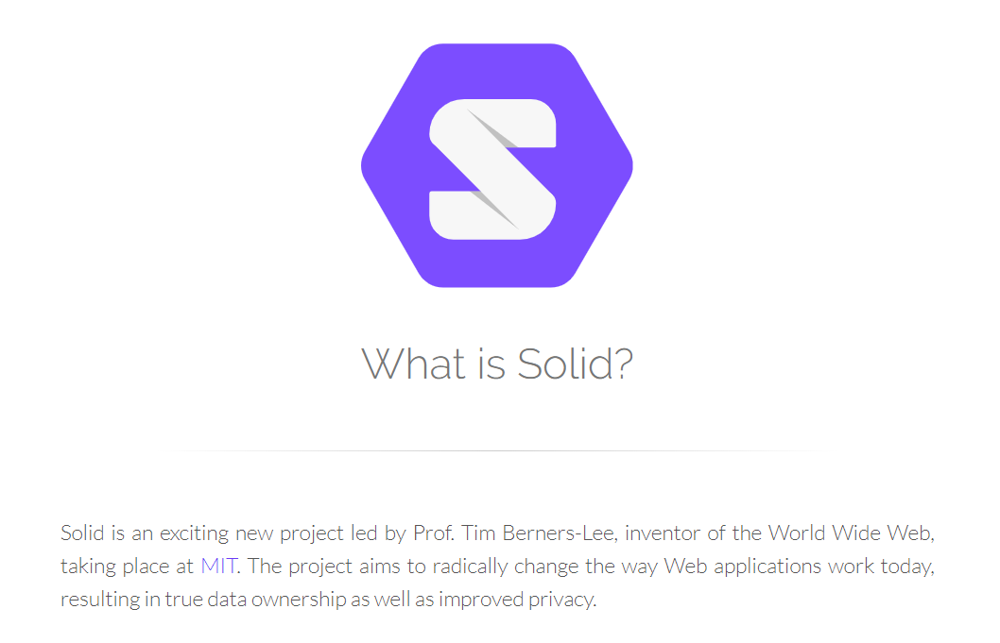 S
What is Solid?
Solid is an exciting new project led by Prof. Tim Berners-Lee, inventor of the World Wide Web,
taking place at MIT. The project aims to radically change the way Web applications work today,
resulting in true data ownership as well as improved privacy.